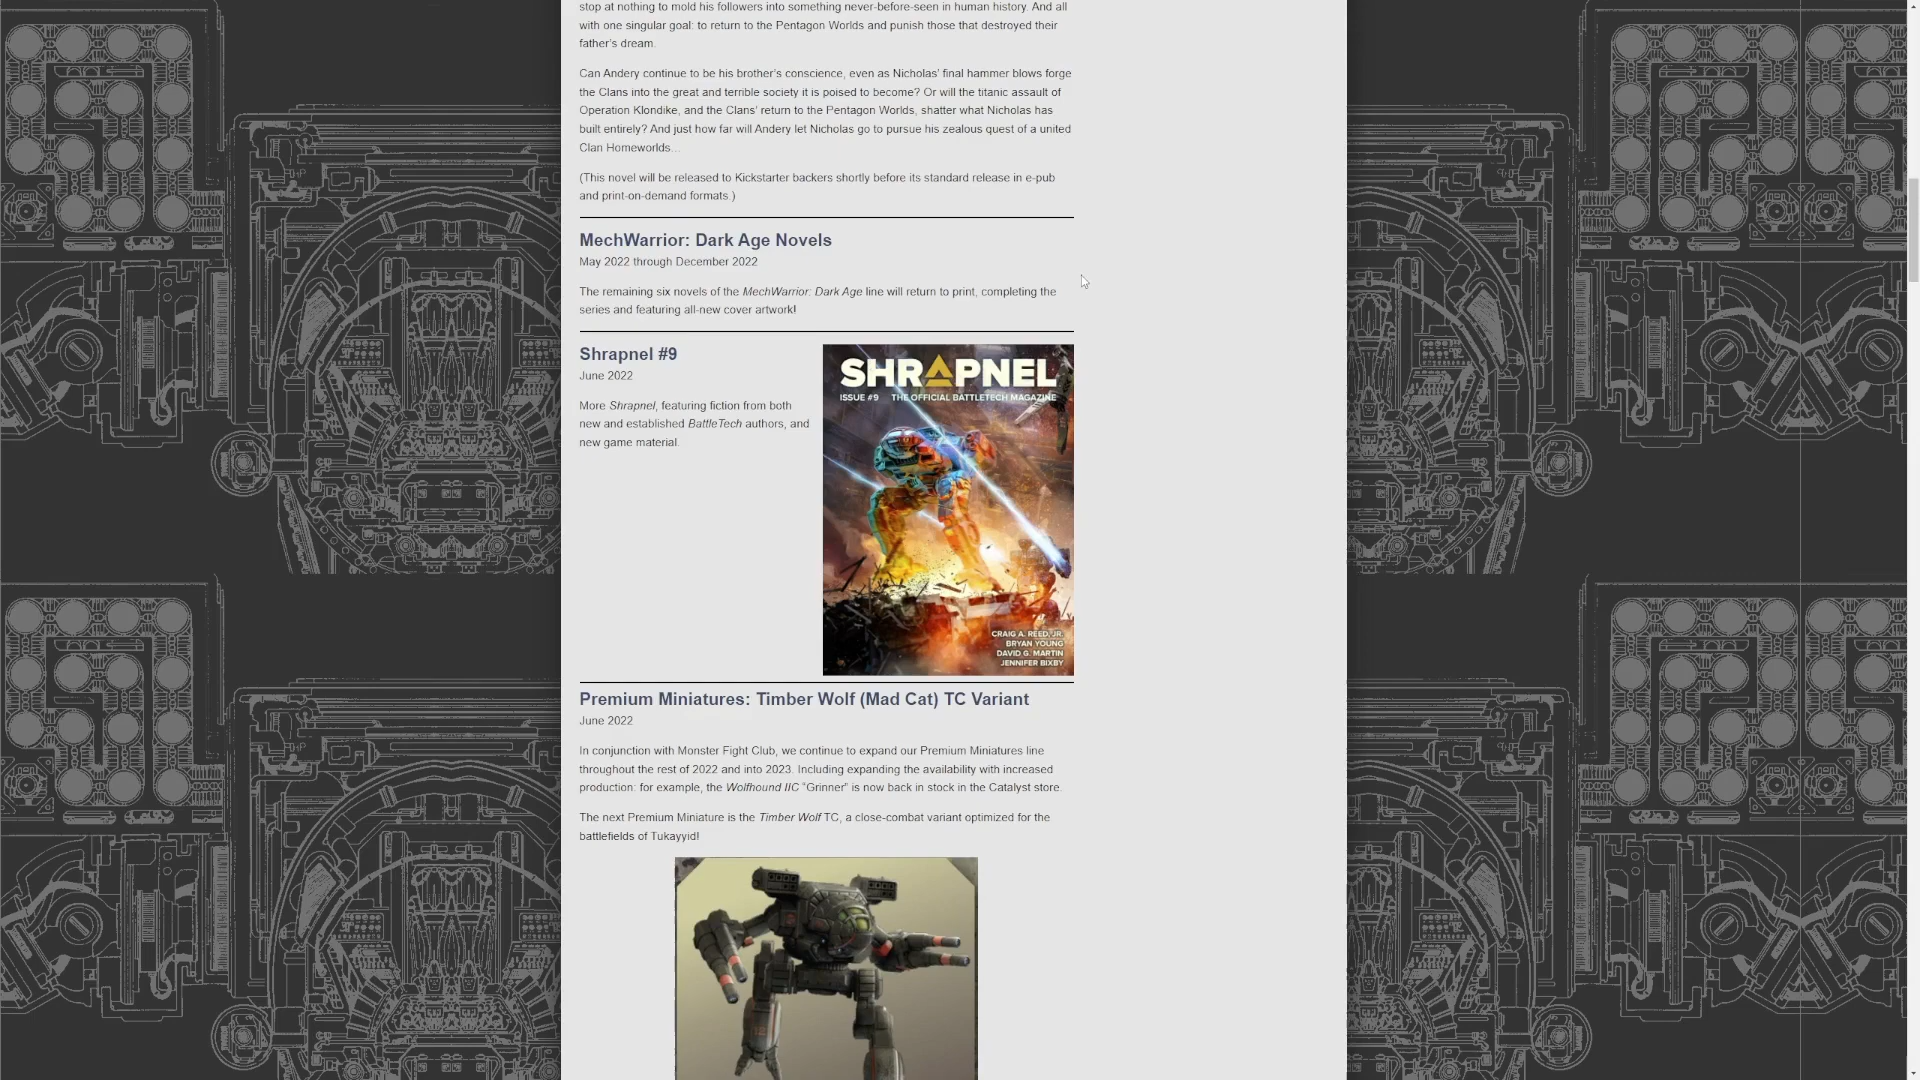 stop at nothing to mold his followers into something never-before-seen in human history. And all
with one singular goal: to return to the Pentagon Worlds and punish those that destroyed their
father's dream.
Can Andery continue to be his brother's conscience, even as Nicholas' final hammer blows forge
the Clans into the great and terrible society it is poised to become? Or will the titanic assault of
Operation Klondike, and the Clans' return to the Pentagon Worlds, shatter what Nicholas has
built entirely? And just how far will Andery let Nicholas go to pursue his zealous quest of a united
Clan Homeworlds…
(This novel will be released to Kickstarter backers shortly before its standard release in e-pub
and print-on-demand formats.)
MechWarrior: Dark Age Novels
May 2022 through December 2022
The remaining six novels of the MechWarrior: Dark Age line will return to print, completing the
series and featuring all-new cover artwork!
Shrapnel #9
June 2022
More Shrapnel, featuring fiction from both
new and established BattleTech authors, and
new game material.
SHRAPNEL
ISSUE #9 THE OFFICIAL BATTLETECH MAGAZINE
CRAIG A. REED, JR.
BRYAN YOUNG
DAVID G. MARTIN
JENNIFER BIXBY
Premium Miniatures: Timber Wolf (Mad Cat) TC Variant
June 2022
In conjunction with Monster Fight Club, we continue to expand our Premium Miniatures line
throughout the rest of 2022 and into 2023. Including expanding the availability with increased
production: for example, the Wolfhound IIC "Grinner" is now back in stock in the Catalyst store.
The next Premium Miniature is the Timber Wolf TC, a close-combat variant optimized for the
battlefields of Tukayyid!